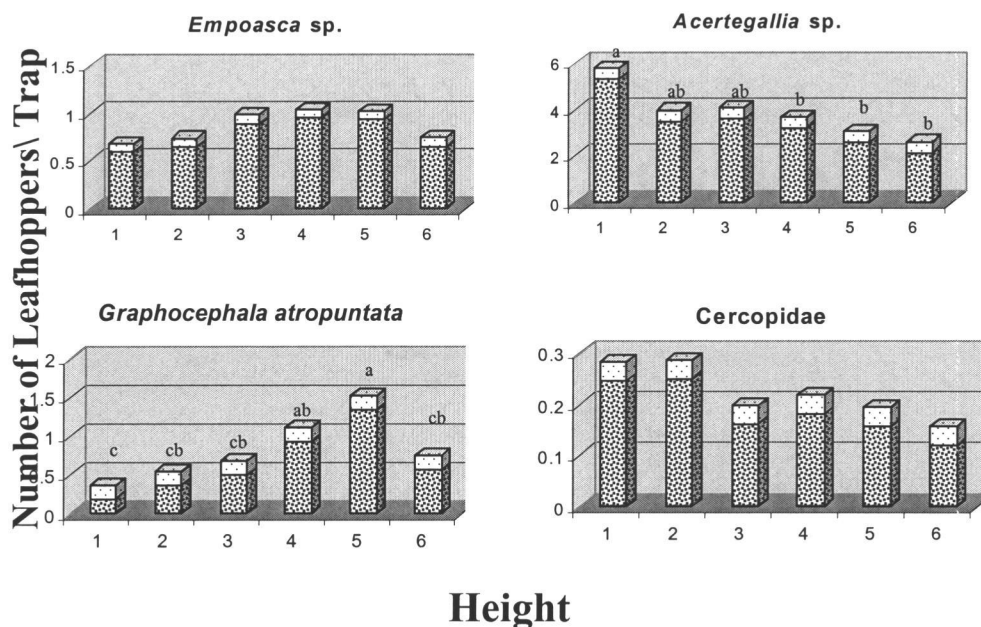 Number of Leafhoppers\ Trap
Empoasca sp.
1.5
1
0.5
0
1 2 3 4 5 6
Acertegallia sp.
6
4
2
0
a ab ab b b b
1 2 3 4 5 6
Graphocephala atropuntata
2
1.5
1
.5
0
c cb cb ab a cb
1 2 3 4 5 6
Cercopidae
0.3
0.2
0.1
0
1 2 3 4 5 6
Height